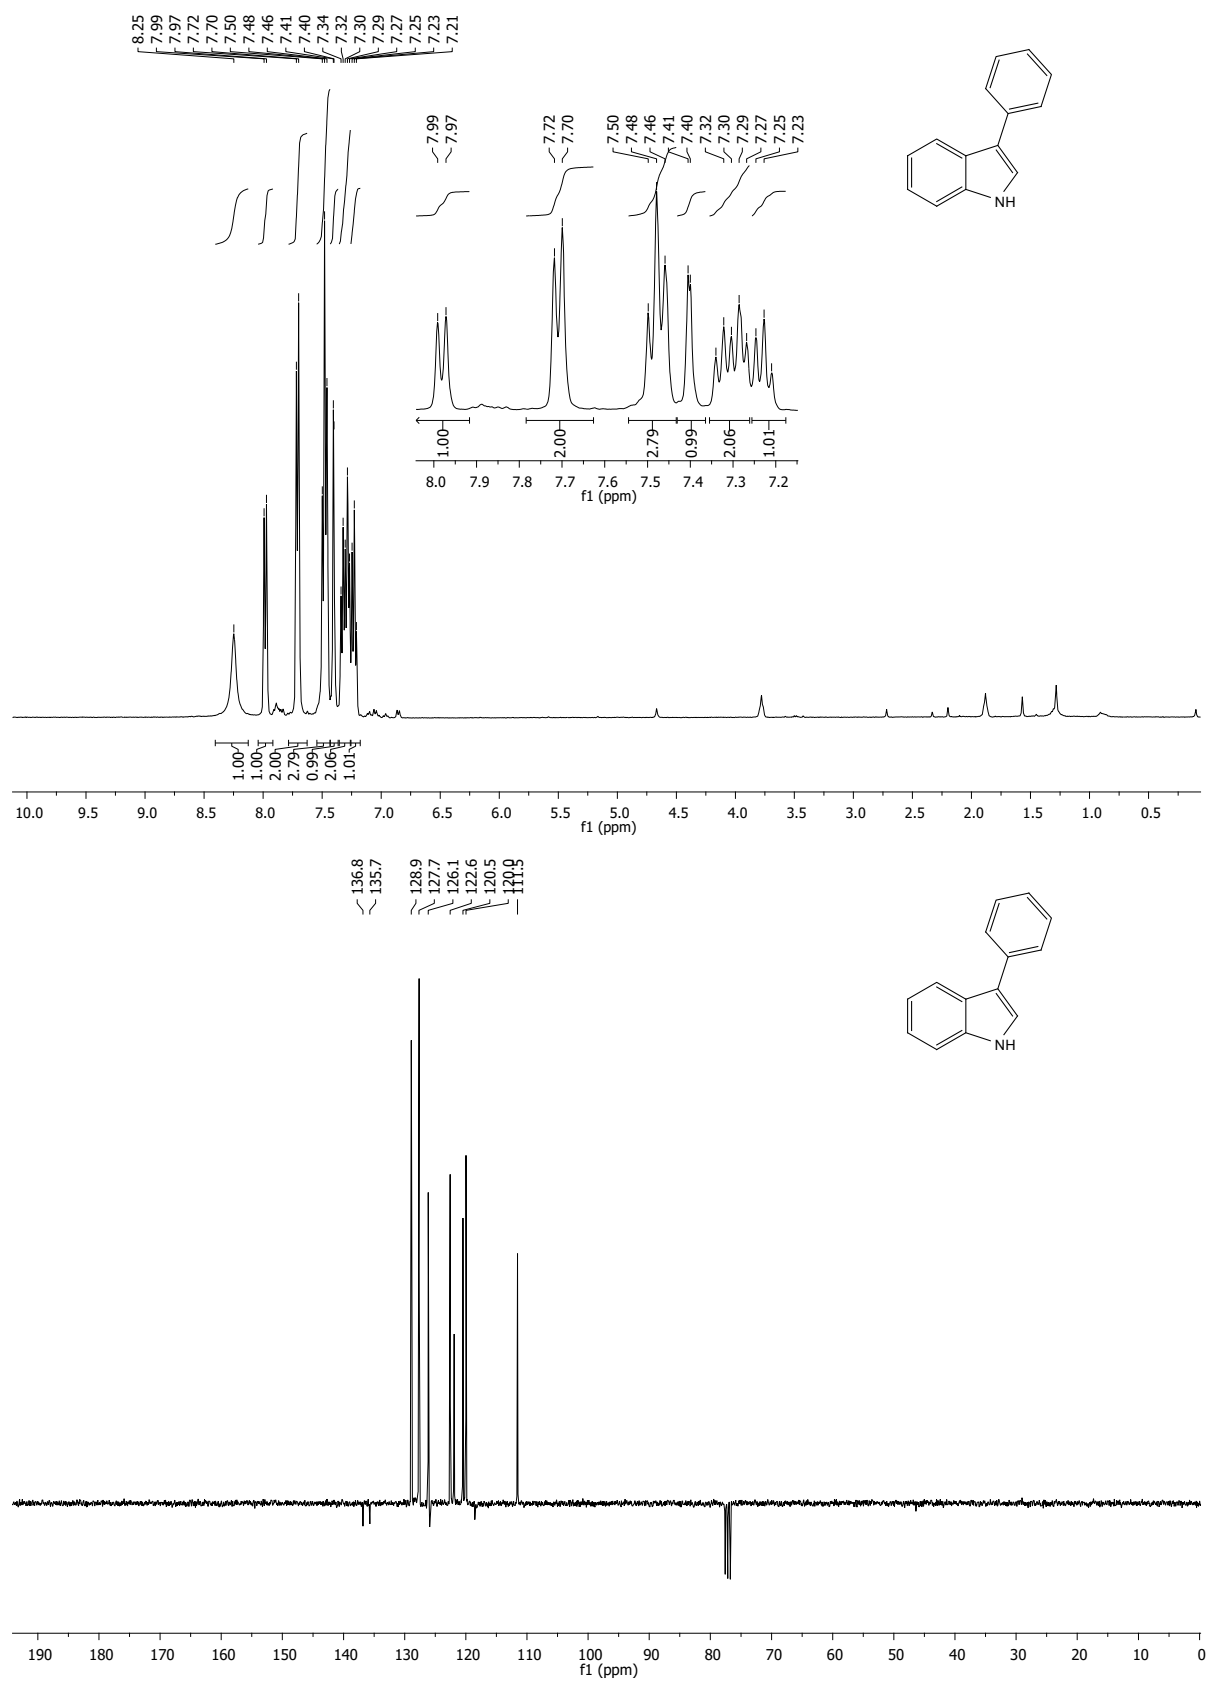 8.25 7.99 7.97 7.72 7.70 7.50 7.48 7.46 7.41 7.40 7.34 7.32 7.30 7.29 7.27 7.25 7.23 7.21
7.99 7.97 7.72 7.70 7.50 7.48 7.46 7.41 7.40 7.32 7.30 7.29 7.27 7.25 7.23
NH
1.00 2.00 2.79 0.99 2.06 1.01
8.0 7.9 7.8 7.7 7.6 7.5 7.4 7.3 7.2
f1 (ppm)
1.00 1.00 2.00 2.79 0.99 2.06 1.01
10.0 9.5 9.0 8.5 8.0 7.5 7.0 6.5 6.0 5.5 5.0 4.5 4.0 3.5 3.0 2.5 2.0 1.5 1.0 0.5
f1 (ppm)
136.8 135.7 128.9 127.7 126.1 122.6 120.5 120.0 111.5
NH
190 180 170 160 150 140 130 120 110 100 90 80 70 60 50 40 30 20 10 0
f1 (ppm)